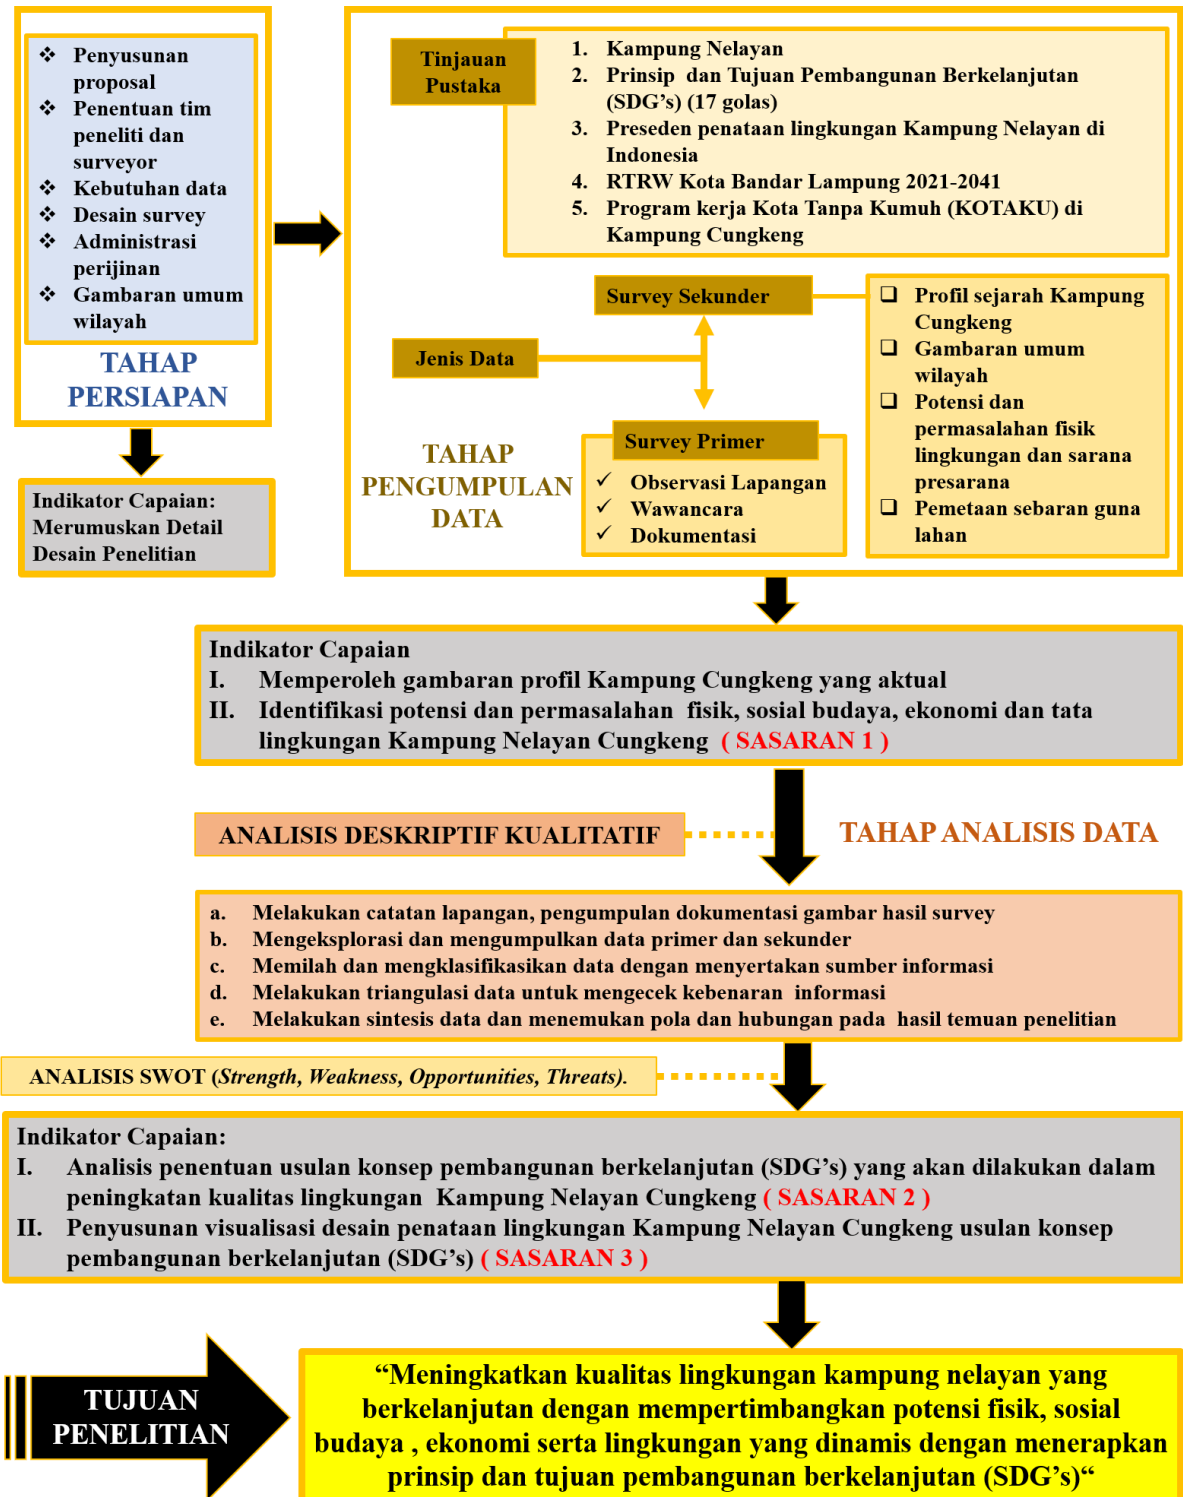 ❖ Penyusunan
proposal
❖ Penentuan tim
peneliti dan
surveyor
❖ Kebutuhan data
❖ Desain survey
❖ Administrasi
perijinan
❖ Gambaran umum
wilayah
TAHAP
PERSIAPAN
Indikator Capaian:
Merumuskan Detail
Desain Penelitian
Tinjauan
Pustaka
1. Kampung Nelayan
2. Prinsip dan Tujuan Pembangunan Berkelanjutan
(SDG’s) (17 golas)
3. Preseden penataan lingkungan Kampung Nelayan di
Indonesia
4. RTRW Kota Bandar Lampung 2021-2041
5. Program kerja Kota Tanpa Kumuh (KOTAKU) di
Kampung Cungkeng
Jenis Data
Survey Sekunder
❑ Profil sejarah Kampung
Cungkeng
❑ Gambaran umum
wilayah
❑ Potensi dan
permasalahan fisik
lingkungan dan sarana
presarana
❑ Pemetaan sebaran guna
lahan
Survey Primer
✓ Observasi Lapangan
✓ Wawancara
✓ Dokumentasi
TAHAP
PENGUMPULAN
DATA
Indikator Capaian
I. Memperoleh gambaran profil Kampung Cungkeng yang aktual
II. Identifikasi potensi dan permasalahan fisik, sosial budaya, ekonomi dan tata
lingkungan Kampung Nelayan Cungkeng ( SASARAN 1 )
ANALISIS DESKRIPTIF KUALITATIF
TAHAP ANALISIS DATA
a. Melakukan catatan lapangan, pengumpulan dokumentasi gambar hasil survey
b. Mengeksplorasi dan mengumpulkan data primer dan sekunder
c. Memilah dan mengklasifikasikan data dengan menyertakan sumber informasi
d. Melakukan triangulasi data untuk mengecek kebenaran informasi
e. Melakukan sintesis data dan menemukan pola dan hubungan pada hasil temuan penelitian
ANALISIS SWOT (Strength, Weakness, Opportunities, Threats).
Indikator Capaian:
I. Analisis penentuan usulan konsep pembangunan berkelanjutan (SDG’s) yang akan dilakukan dalam
peningkatan kualitas lingkungan Kampung Nelayan Cungkeng ( SASARAN 2 )
II. Penyusunan visualisasi desain penataan lingkungan Kampung Nelayan Cungkeng usulan konsep
pembangunan berkelanjutan (SDG’s) ( SASARAN 3 )
TUJUAN
PENELITIAN
“Meningkatkan kualitas lingkungan kampung nelayan yang
berkelanjutan dengan mempertimbangkan potensi fisik, sosial
budaya , ekonomi serta lingkungan yang dinamis dengan menerapkan
prinsip dan tujuan pembangunan berkelanjutan (SDG’s)“